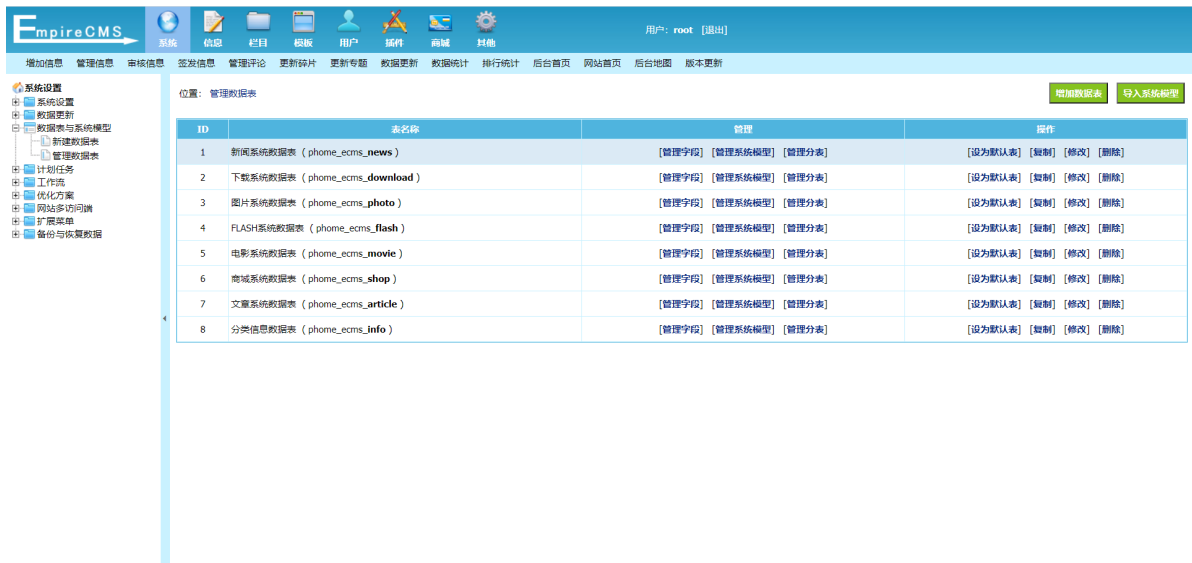 EmpireCMS
系统 信息 栏目 模板 用户 插件 商城 其他
用户: root [退出]
增加信息 管理信息 审核信息 签发信息 管理评论 更新碎片 更新专题 数据更新 数据统计 排行统计 后台首页 网站首页 后台地图 版本更新
系统设置
系统设置
数据更新
数据表与系统模型
新建数据表
管理数据表
计划任务
工作流
优化方案
网站多访问端
扩展菜单
备份与恢复数据
位置: 管理数据表
增加数据表 导入系统模型
ID 表名称 管理 操作
1 新闻系统数据表 ( phome_ecms_news ) [管理字段] [管理系统模型] [管理分表] [设为默认表] [复制] [修改] [删除]
2 下载系统数据表 ( phome_ecms_download ) [管理字段] [管理系统模型] [管理分表] [设为默认表] [复制] [修改] [删除]
3 图片系统数据表 ( phome_ecms_photo ) [管理字段] [管理系统模型] [管理分表] [设为默认表] [复制] [修改] [删除]
4 FLASH系统数据表 ( phome_ecms_flash ) [管理字段] [管理系统模型] [管理分表] [设为默认表] [复制] [修改] [删除]
5 电影系统数据表 ( phome_ecms_movie ) [管理字段] [管理系统模型] [管理分表] [设为默认表] [复制] [修改] [删除]
6 商城系统数据表 ( phome_ecms_shop ) [管理字段] [管理系统模型] [管理分表] [设为默认表] [复制] [修改] [删除]
7 文章系统数据表 ( phome_ecms_article ) [管理字段] [管理系统模型] [管理分表] [设为默认表] [复制] [修改] [删除]
8 分类信息数据表 ( phome_ecms_info ) [管理字段] [管理系统模型] [管理分表] [设为默认表] [复制] [修改] [删除]